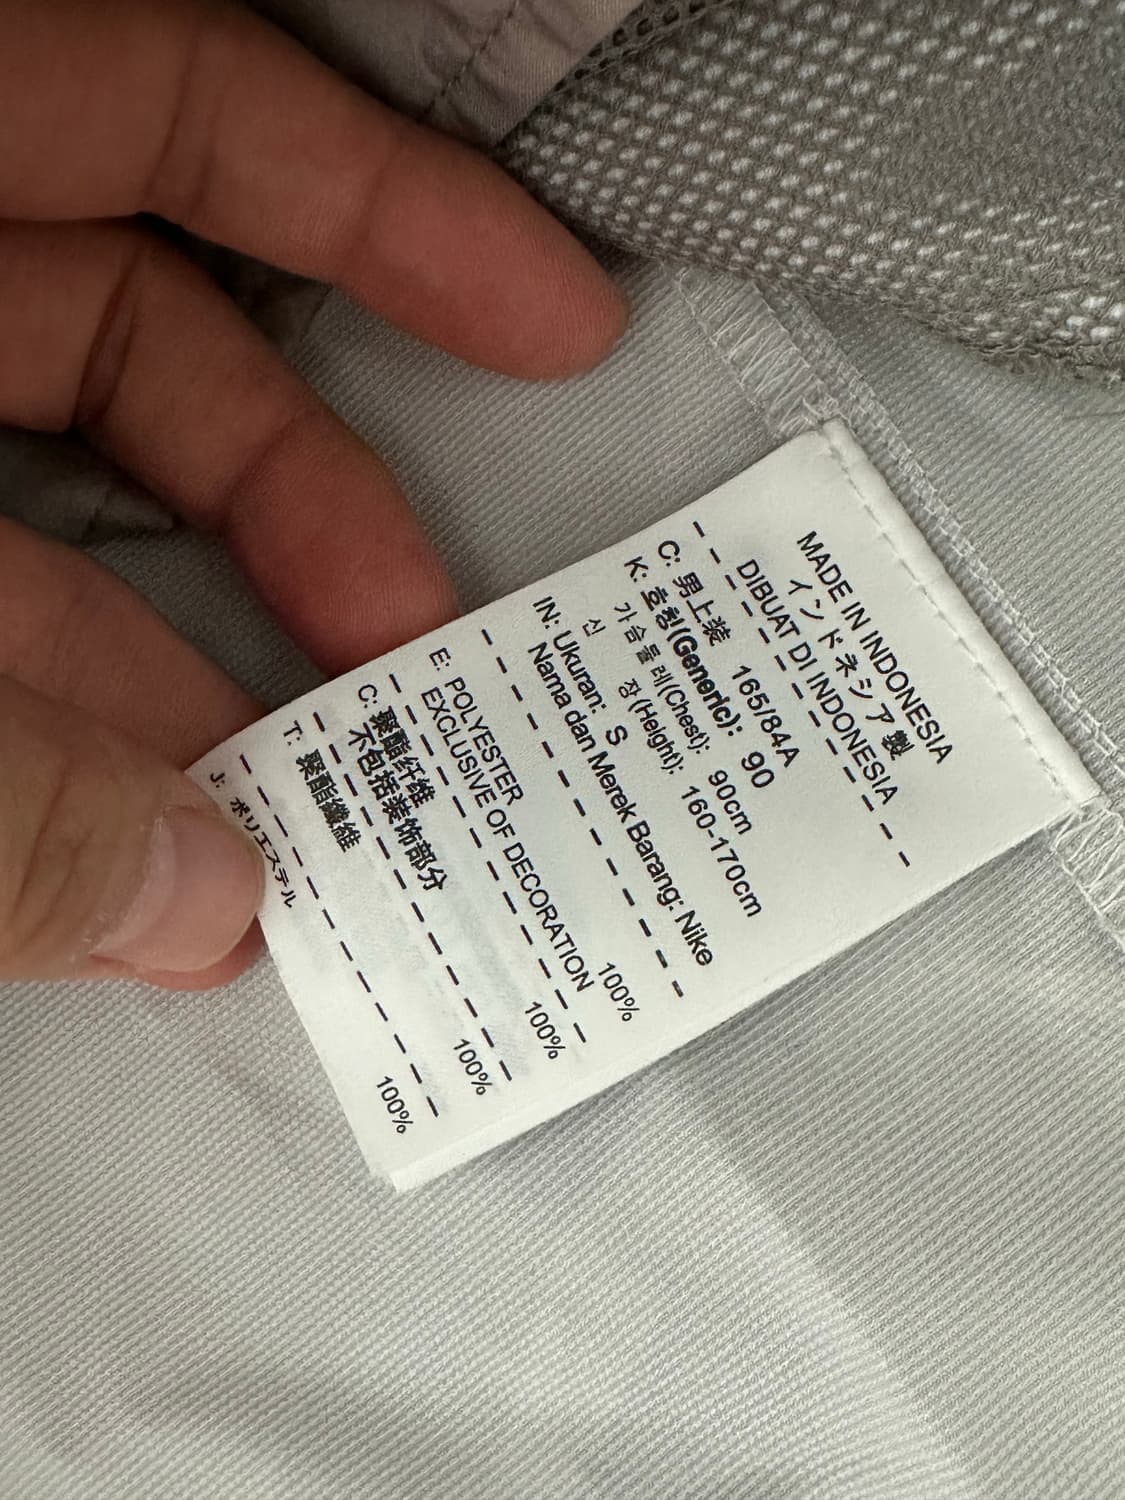 MADE IN INDONESIA
インドネシア製
DIBUAT DI INDONESIA
C: 男上装 165/84A
K: 호칭(Generic): 90
가슴둘레(Chest): 90cm
신장(Height): 160-170cm
IN: Ukuran: S
Nama dan Merek Barang: Nike
E: POLYESTER 100%
EXCLUSIVE OF DECORATION
C: 聚酯纤维 100%
不包括装饰部分
T: 聚酯纖維 100%
J: ポリエステル 100%